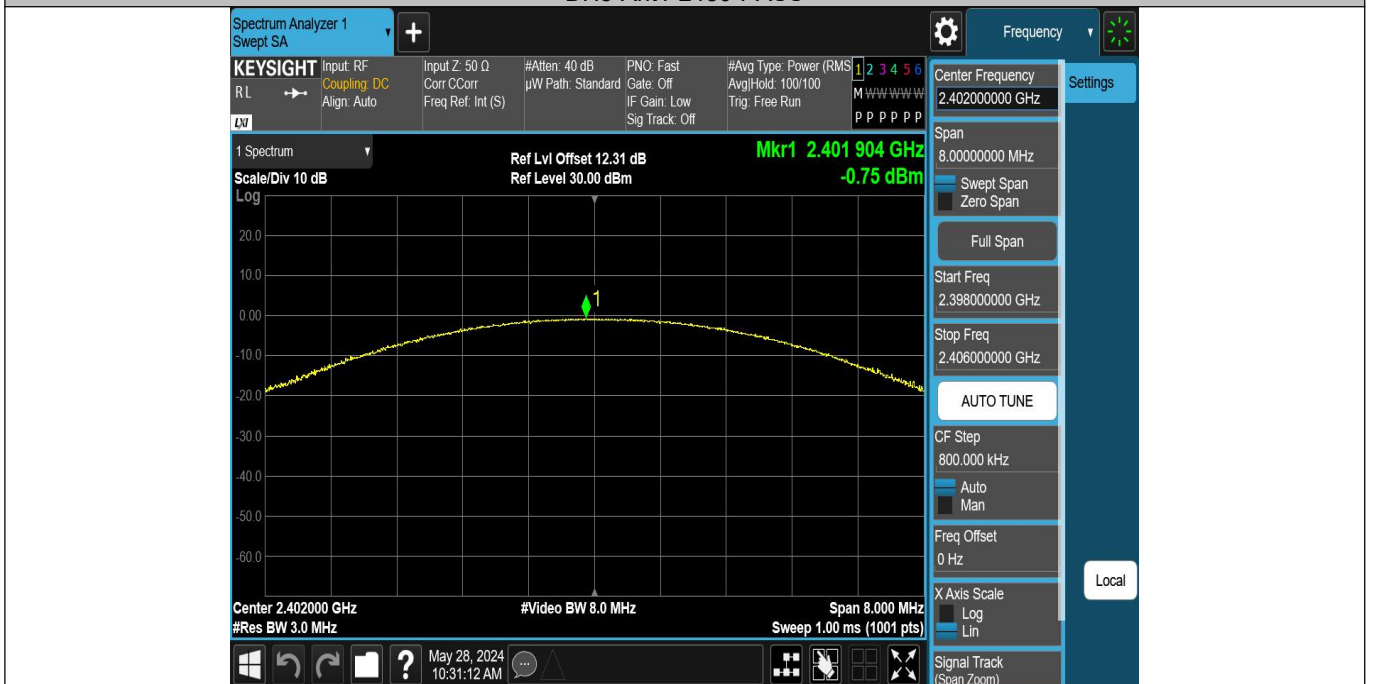 Spectrum Analyzer 1
Swept SA
+
Frequency
KEYSIGHT
RL
LXI
Input: RF
Coupling: DC
Align: Auto
Input Z: 50 Ω
Corr CCorr
Freq Ref: Int (S)
#Atten: 40 dB
µW Path: Standard
PNO: Fast
Gate: Off
IF Gain: Low
Sig Track: Off
#Avg Type: Power (RMS
Avg|Hold: 100/100
Trig: Free Run
1 2 3 4 5 6
M W W W W W
P P P P P P
1 Spectrum
Scale/Div 10 dB
Log
Ref Lvl Offset 12.31 dB
Ref Level 30.00 dBm
Mkr1 2.401 904 GHz
-0.75 dBm
1
20.0
10.0
0.00
-10.0
-20.0
-30.0
-40.0
-50.0
-60.0
Center 2.402000 GHz
#Res BW 3.0 MHz
#Video BW 8.0 MHz
Span 8.000 MHz
Sweep 1.00 ms (1001 pts)
Center Frequency
2.402000000 GHz
Settings
Span
8.00000000 MHz
Swept Span
Zero Span
Full Span
Start Freq
2.398000000 GHz
Stop Freq
2.406000000 GHz
AUTO TUNE
CF Step
800.000 kHz
Auto
Man
Freq Offset
0 Hz
X Axis Scale
Log
Lin
Local
Signal Track
(Span Zoom)
?
May 28, 2024
10:31:12 AM